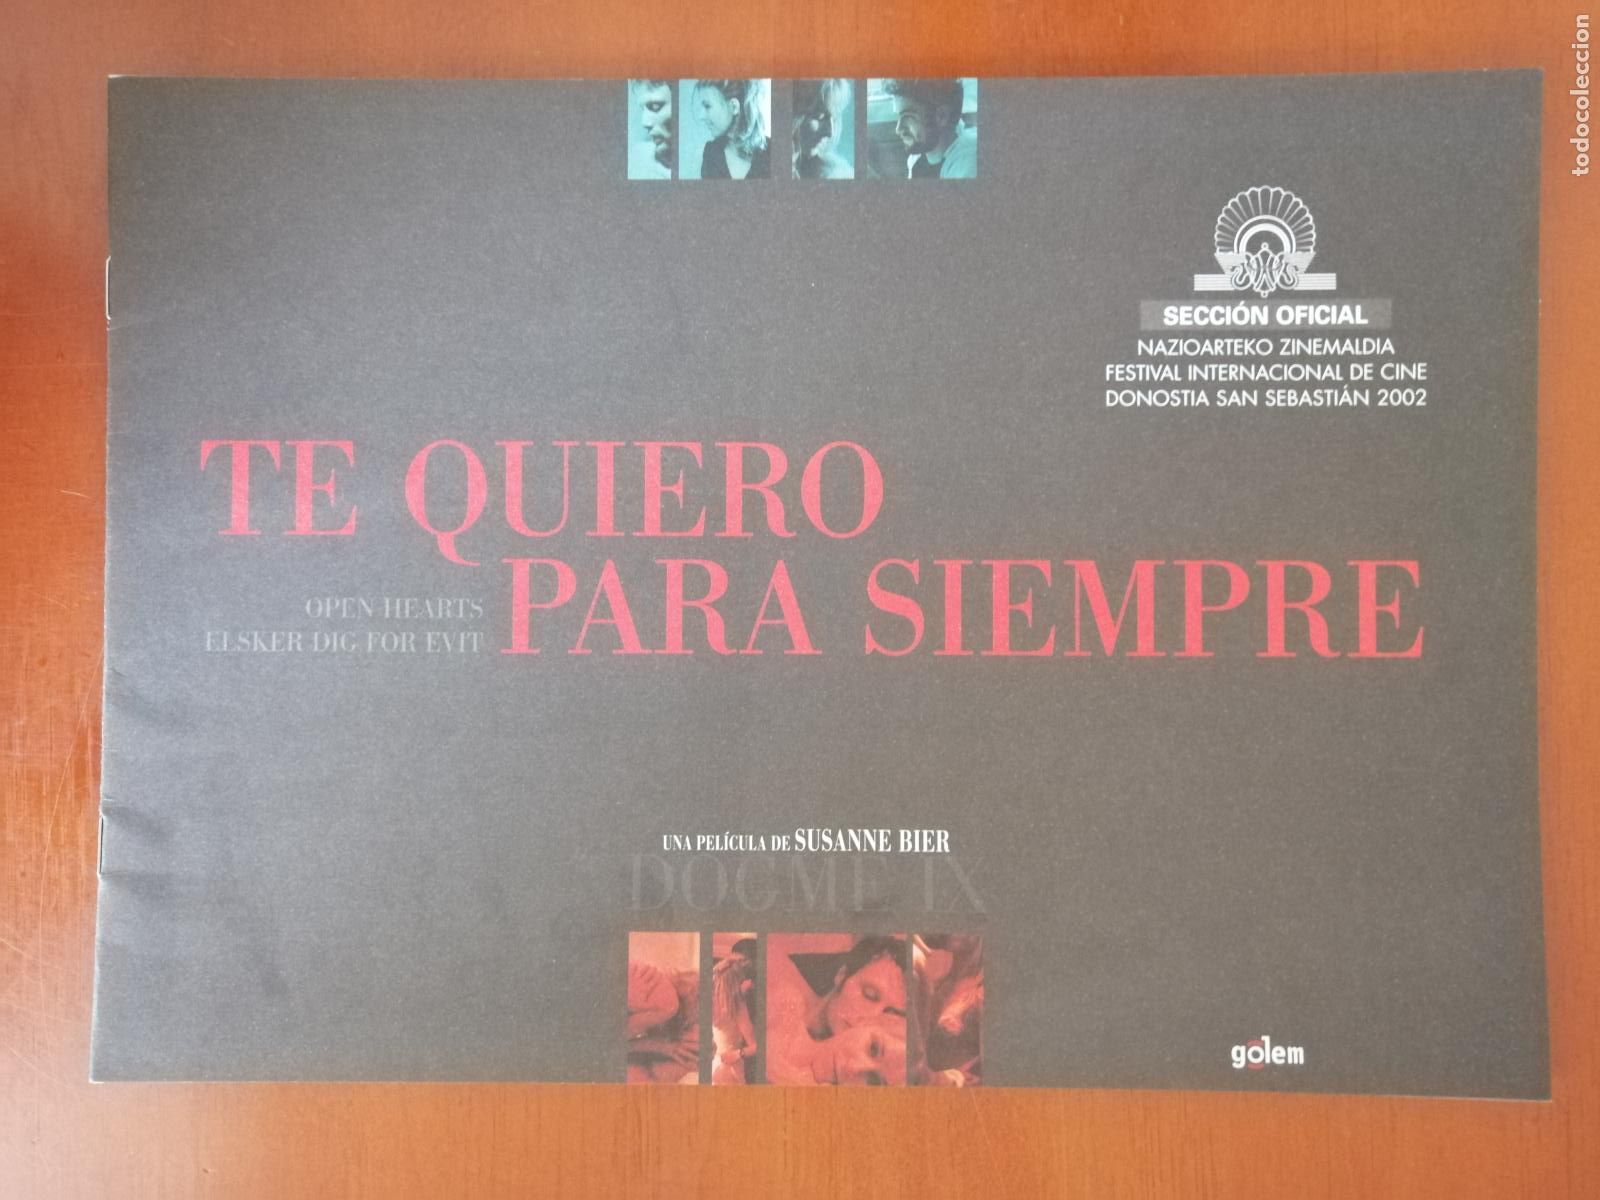 todocoleccion
SECCIÓN OFICIAL
NAZIOARTEKO ZINEMALDIA
FESTIVAL INTERNACIONAL DE CINE
DONOSTIA SAN SEBASTIÁN 2002
TE QUIERO
PARA SIEMPRE
OPEN HEARTS
ELSKER DIG FOR EVIT
UNA PELÍCULA DE SUSANNE BIER
DOGME IX
golem